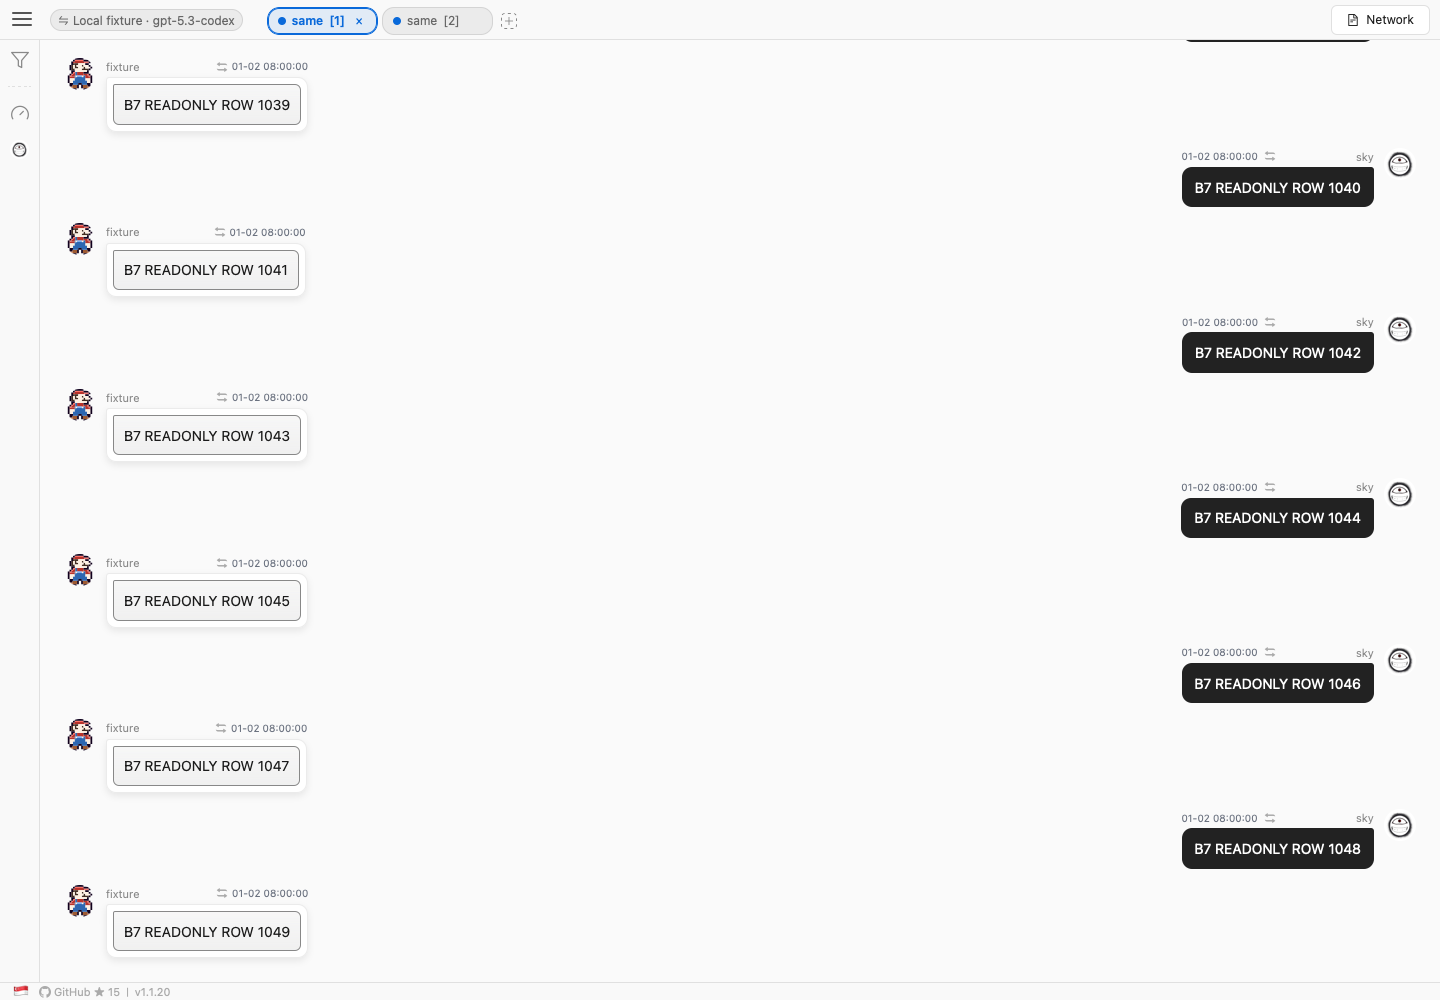 Local fixture · gpt-5.3-codex
same [1] ×
same [2]
Network
fixture 01-02 08:00:00
B7 READONLY ROW 1039
01-02 08:00:00 sky
B7 READONLY ROW 1040
fixture 01-02 08:00:00
B7 READONLY ROW 1041
01-02 08:00:00 sky
B7 READONLY ROW 1042
fixture 01-02 08:00:00
B7 READONLY ROW 1043
01-02 08:00:00 sky
B7 READONLY ROW 1044
fixture 01-02 08:00:00
B7 READONLY ROW 1045
01-02 08:00:00 sky
B7 READONLY ROW 1046
fixture 01-02 08:00:00
B7 READONLY ROW 1047
01-02 08:00:00 sky
B7 READONLY ROW 1048
fixture 01-02 08:00:00
B7 READONLY ROW 1049
GitHub ★ 15 | v1.1.20